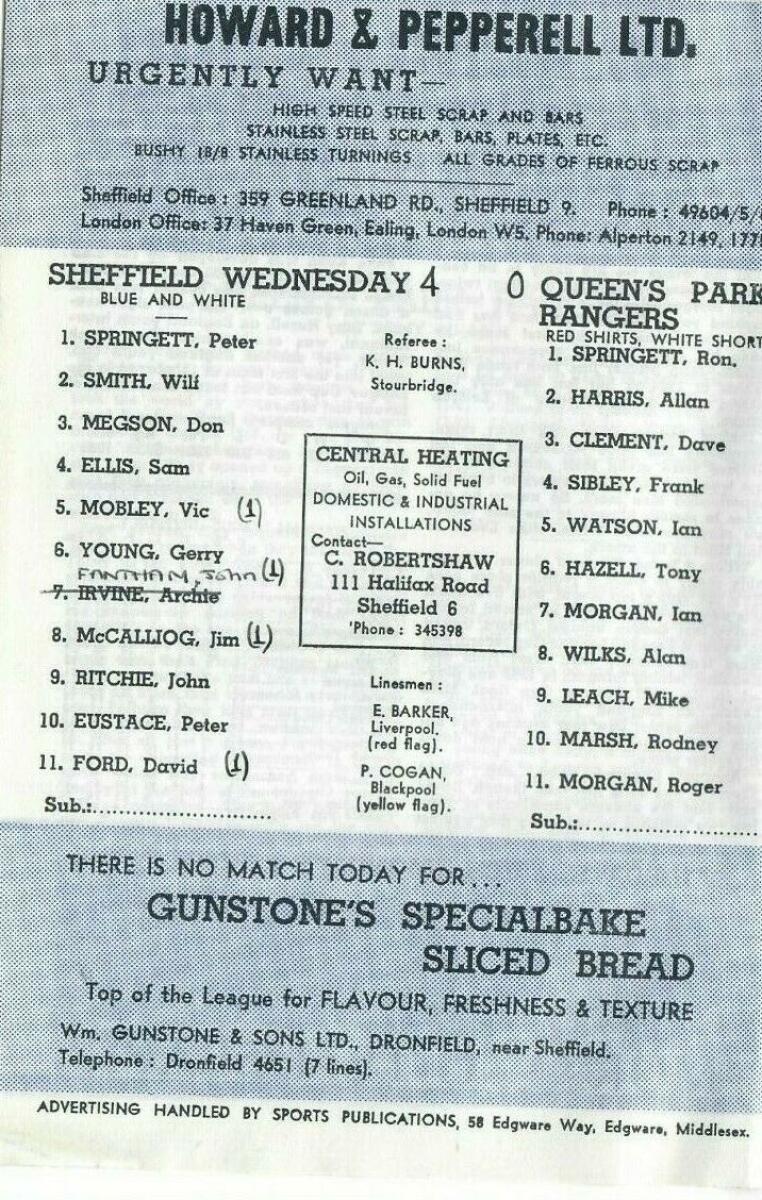 HOWARD & PEPPERELL LTD.
URGENTLY WANT—
HIGH SPEED STEEL SCRAP AND BARS
STAINLESS STEEL SCRAP, BARS, PLATES, ETC.
BUSHY 18/8 STAINLESS TURNINGS ALL GRADES OF FERROUS SCRAP
Sheffield Office : 359 GREENLAND RD., SHEFFIELD 9. Phone : 49604/5/
London Office: 37 Haven Green, Ealing, London W5. Phone: Alperton 2149, 177
SHEFFIELD WEDNESDAY 4
BLUE AND WHITE
1. SPRINGETT, Peter
2. SMITH, Wilf
3. MEGSON, Don
4. ELLIS, Sam
5. MOBLEY, Vic (1)
6. YOUNG, Gerry
FANTHAM, John (1)
7. IRVINE, Archie
8. McCALLIOG, Jim (1)
9. RITCHIE, John
10. EUSTACE, Peter
11. FORD, David (1)
Sub.:..............................
Referee :
K. H. BURNS,
Stourbridge.
CENTRAL HEATING
Oil, Gas, Solid Fuel
DOMESTIC & INDUSTRIAL
INSTALLATIONS
Contact—
C. ROBERTSHAW
111 Halifax Road
Sheffield 6
'Phone : 345398
Linesmen :
E. BARKER,
Liverpool.
(red flag).
P. COGAN,
Blackpool
(yellow flag).
0 QUEEN'S PARK
RANGERS
RED SHIRTS, WHITE SHORT
1. SPRINGETT, Ron.
2. HARRIS, Allan
3. CLEMENT, Dave
4. SIBLEY, Frank
5. WATSON, Ian
6. HAZELL, Tony
7. MORGAN, Ian
8. WILKS, Alan
9. LEACH, Mike
10. MARSH, Rodney
11. MORGAN, Roger
Sub.:..............................
THERE IS NO MATCH TODAY FOR...
GUNSTONE'S SPECIALBAKE
SLICED BREAD
Top of the League for FLAVOUR, FRESHNESS & TEXTURE
Wm. GUNSTONE & SONS LTD., DRONFIELD, near Sheffield.
Telephone : Dronfield 4651 (7 lines).
ADVERTISING HANDLED BY SPORTS PUBLICATIONS, 58 Edgware Way, Edgware, Middlesex.